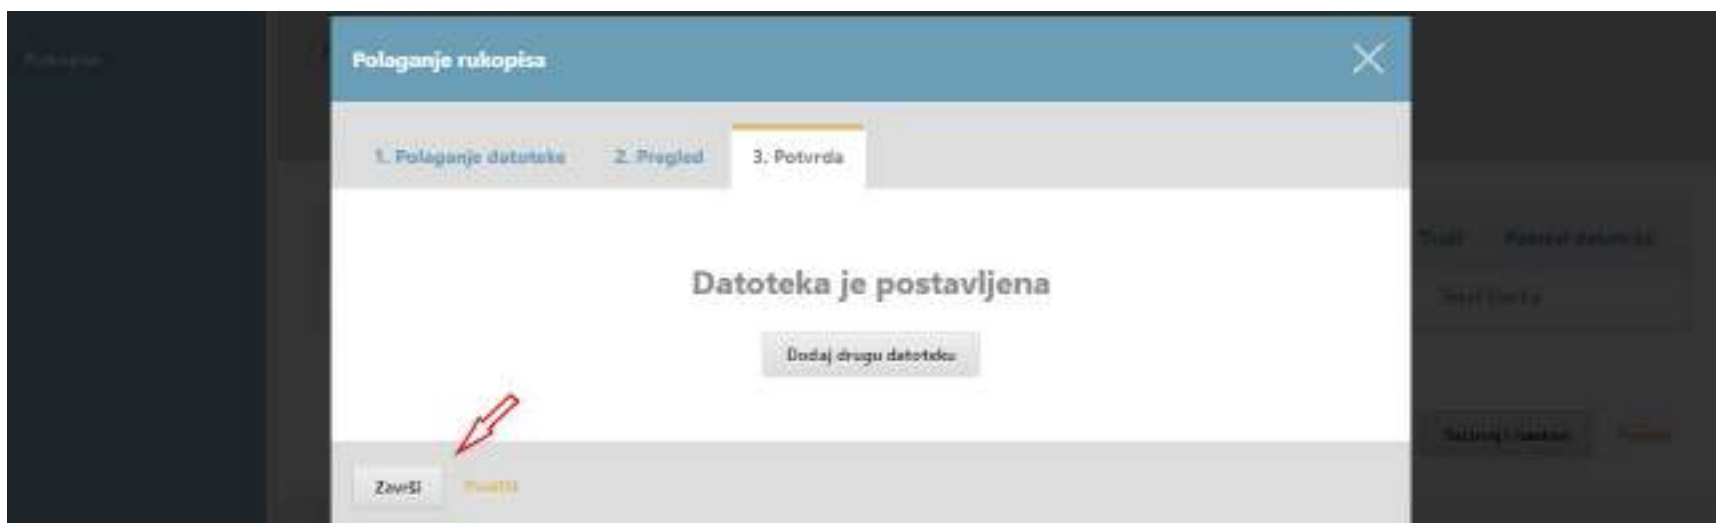 Polaganje rukopisa
1. Polaganje datoteke 2. Pregled 3. Potvrda
Datoteka je postavljena
Dodaj drugu datoteku
Završi